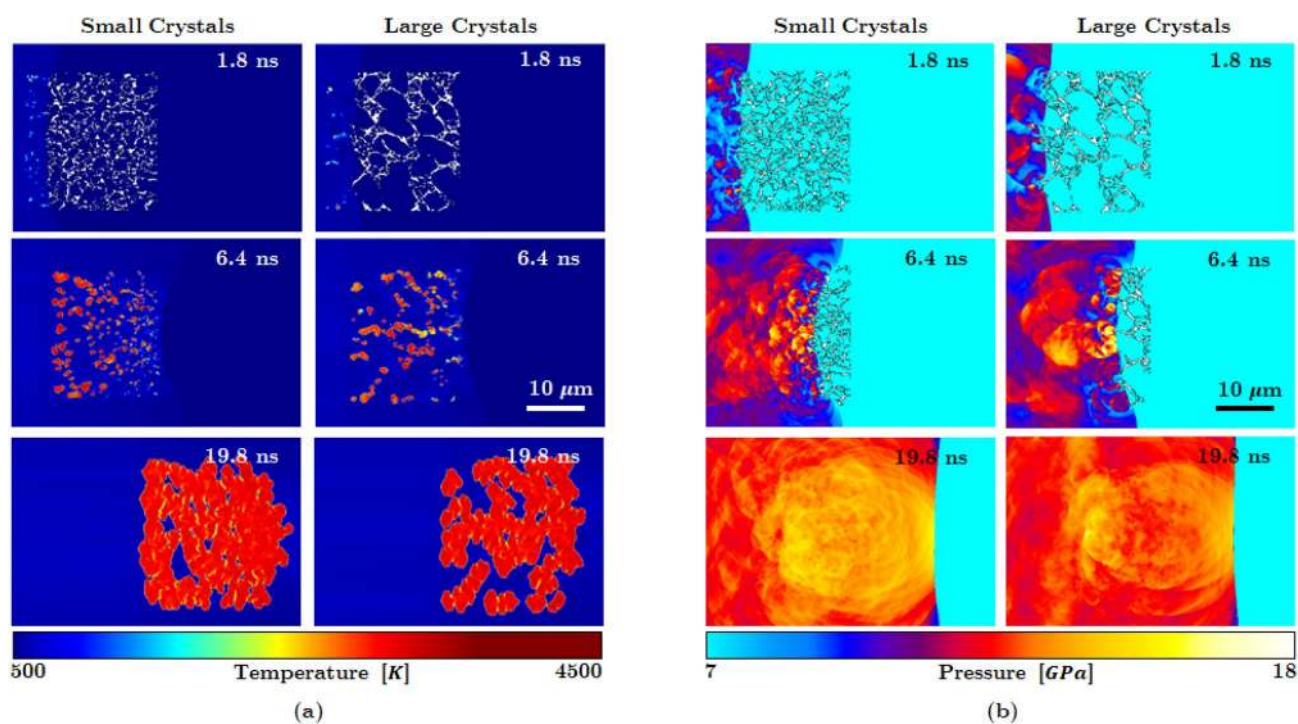 Small Crystals Large Crystals Small Crystals Large Crystals
1.8 ns 1.8 ns 1.8 ns 1.8 ns
6.4 ns 6.4 ns 6.4 ns 6.4 ns
10 μm 10 μm
19.8 ns 19.8 ns 19.8 ns 19.8 ns
500 Temperature [K] 4500 7 Pressure [GPa] 18
(a) (b)